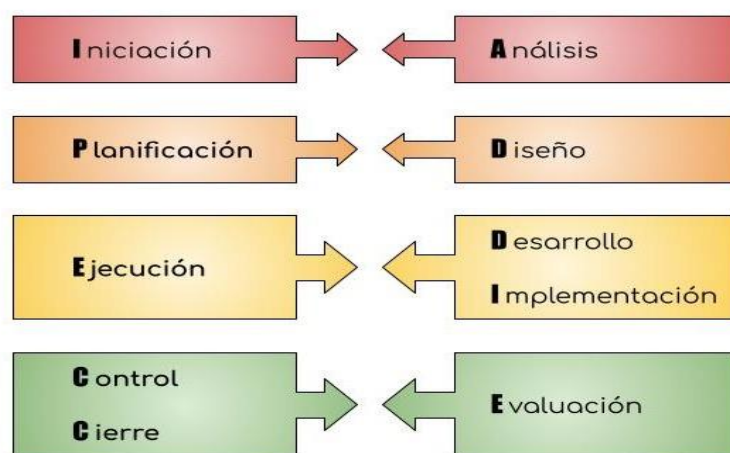 Iniciación
Análisis
Planificación
Diseño
Ejecución
Desarrollo
Implementación
Control
Cierre
Evaluación